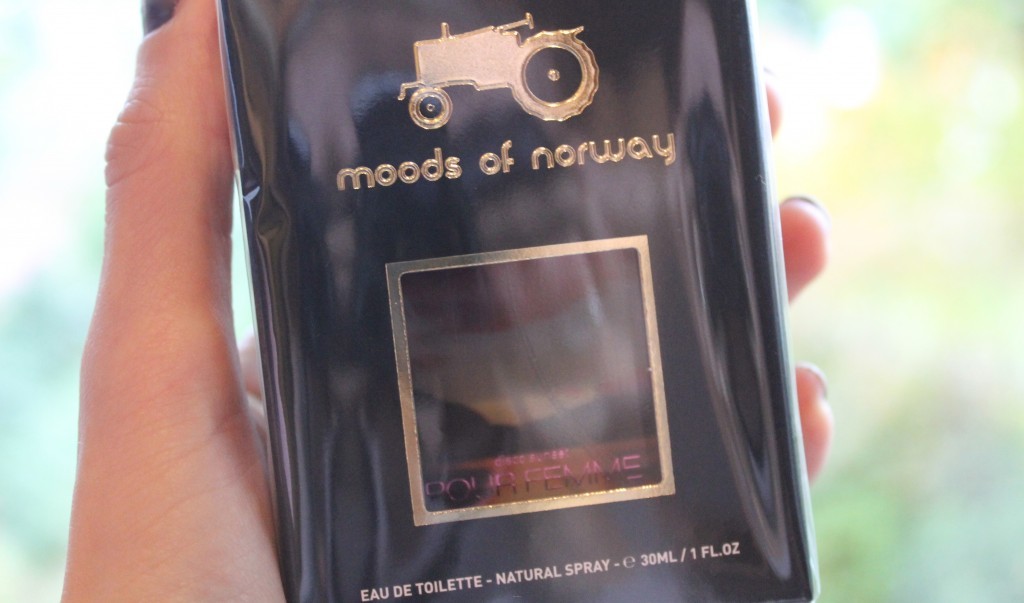 moods of norway
POUR FEMME
EAU DE TOILETTE - NATURAL SPRAY - ℮ 30ML / 1 FL.OZ